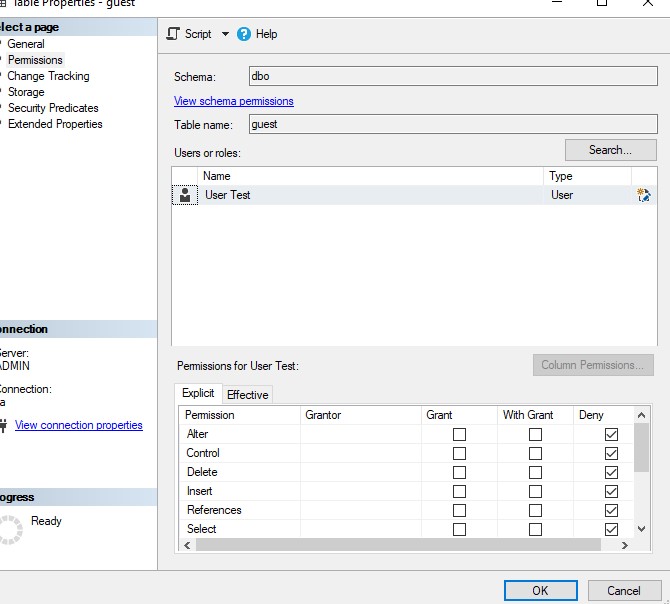 Table Properties - guest
elect a page
General
Permissions
Change Tracking
Storage
Security Predicates
Extended Properties
Script
Help
Schema: dbo
View schema permissions
Table name: guest
Users or roles: Search...
Name Type
User Test User
Permissions for User Test: Column Permissions...
Explicit Effective
Permission Grantor Grant With Grant Deny
Alter
Control
Delete
Insert
References
Select
onnection
Server:
ADMIN
Connection:
a
View connection properties
rogress
Ready
OK Cancel